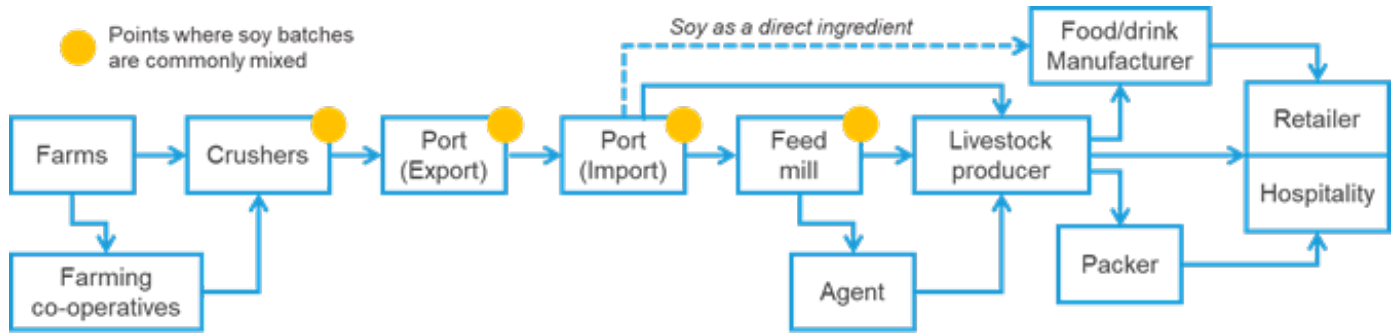 Points where soy batches
are commonly mixed
Soy as a direct ingredient
Food/drink
Manufacturer
Farms
Crushers
Port
(Export)
Port
(Import)
Feed
mill
Livestock
producer
Retailer
Hospitality
Farming
co-operatives
Agent
Packer